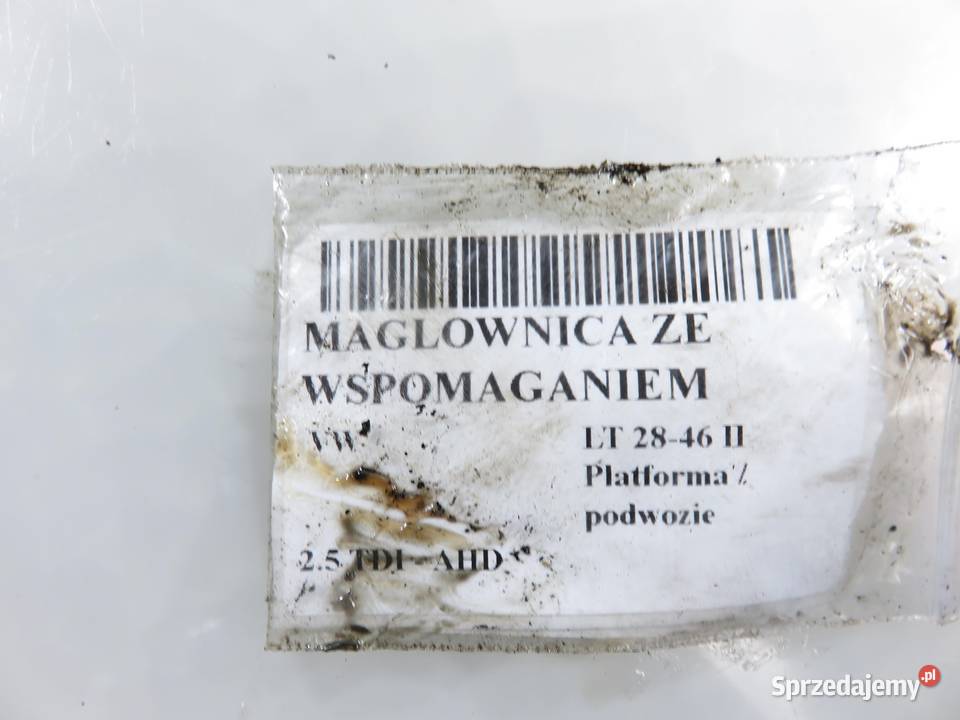 MAGLOWNICA ZE
WSPOMAGANIEM
VW
LT 28-46 II
Platforma /
podwozie
2.5 TDI - AHD
Sprzedajemy.pl